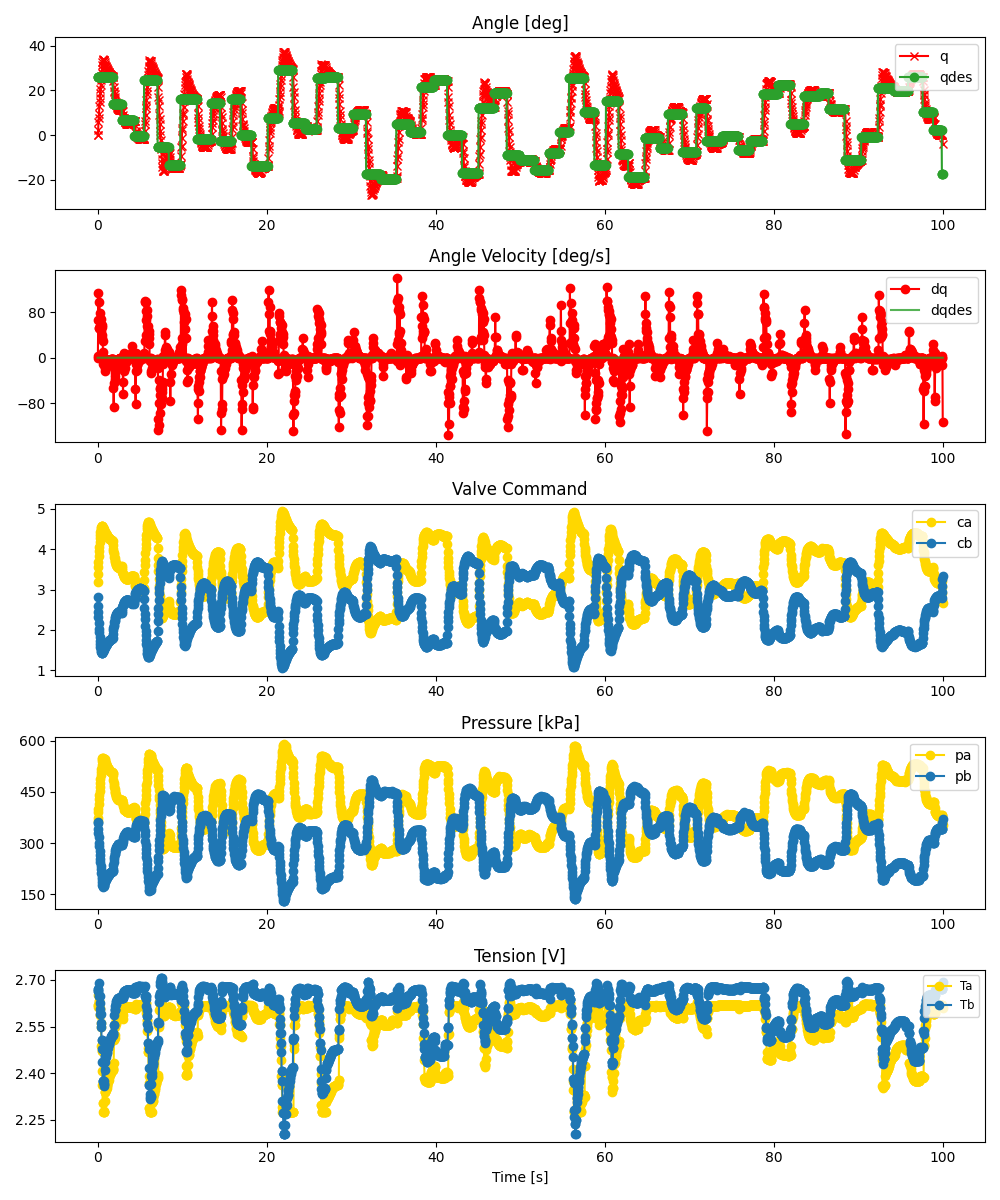 Angle [deg]
40
20
0
−20
q
qdes
0 20 40 60 80 100
Angle Velocity [deg/s]
80
0
−80
dq
dqdes
0 20 40 60 80 100
Valve Command
5
4
3
2
1
ca
cb
0 20 40 60 80 100
Pressure [kPa]
600
450
300
150
pa
pb
0 20 40 60 80 100
Tension [V]
2.70
2.55
2.40
2.25
Ta
Tb
0 20 40 60 80 100
Time [s]